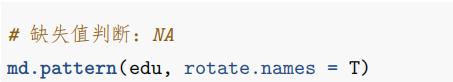 # 缺失值判断：NA
md.pattern(edu, rotate.names = T)